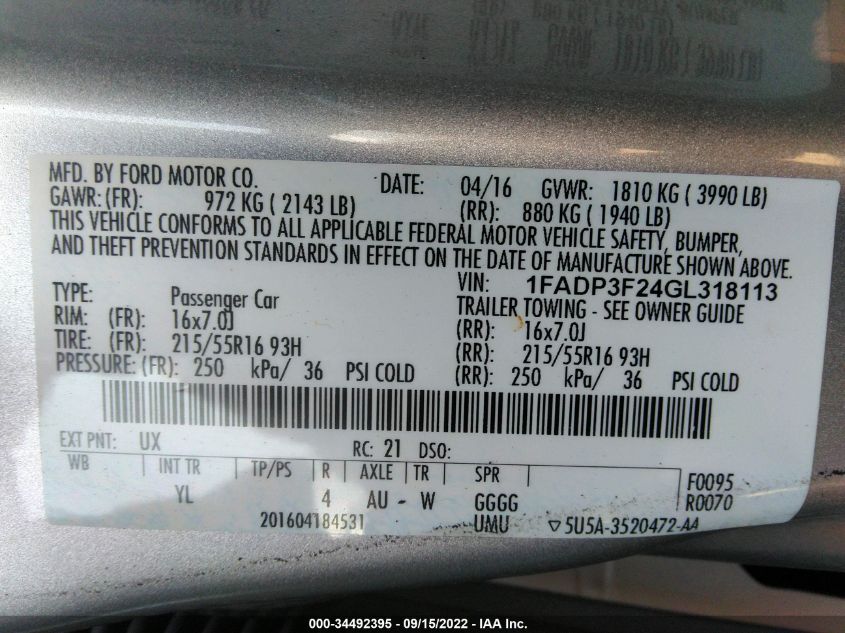 MFD. BY FORD MOTOR CO. DATE: 04/16 GVWR: 1810 KG ( 3990 LB)
GAWR: (FR): 972 KG ( 2143 LB) (RR): 880 KG ( 1940 LB)
THIS VEHICLE CONFORMS TO ALL APPLICABLE FEDERAL MOTOR VEHICLE SAFETY, BUMPER,
AND THEFT PREVENTION STANDARDS IN EFFECT ON THE DATE OF MANUFACTURE SHOWN ABOVE.
VIN: 1FADP3F24GL318113
TYPE: Passenger Car TRAILER TOWING - SEE OWNER GUIDE
RIM: (FR): 16x7.0J (RR): 16x7.0J
TIRE: (FR): 215/55R16 93H (RR): 215/55R16 93H
PRESSURE: (FR): 250 kPa/ 36 PSI COLD (RR): 250 kPa/ 36 PSI COLD
EXT PNT: UX RC: 21 DSO:
WB INT TR TP/PS R AXLE TR SPR F0095
YL 4 AU - W GGGG R0070
201604184531 UMU ▽5U5A-3520472-AA
000-34492395 - 09/15/2022 - IAA Inc.